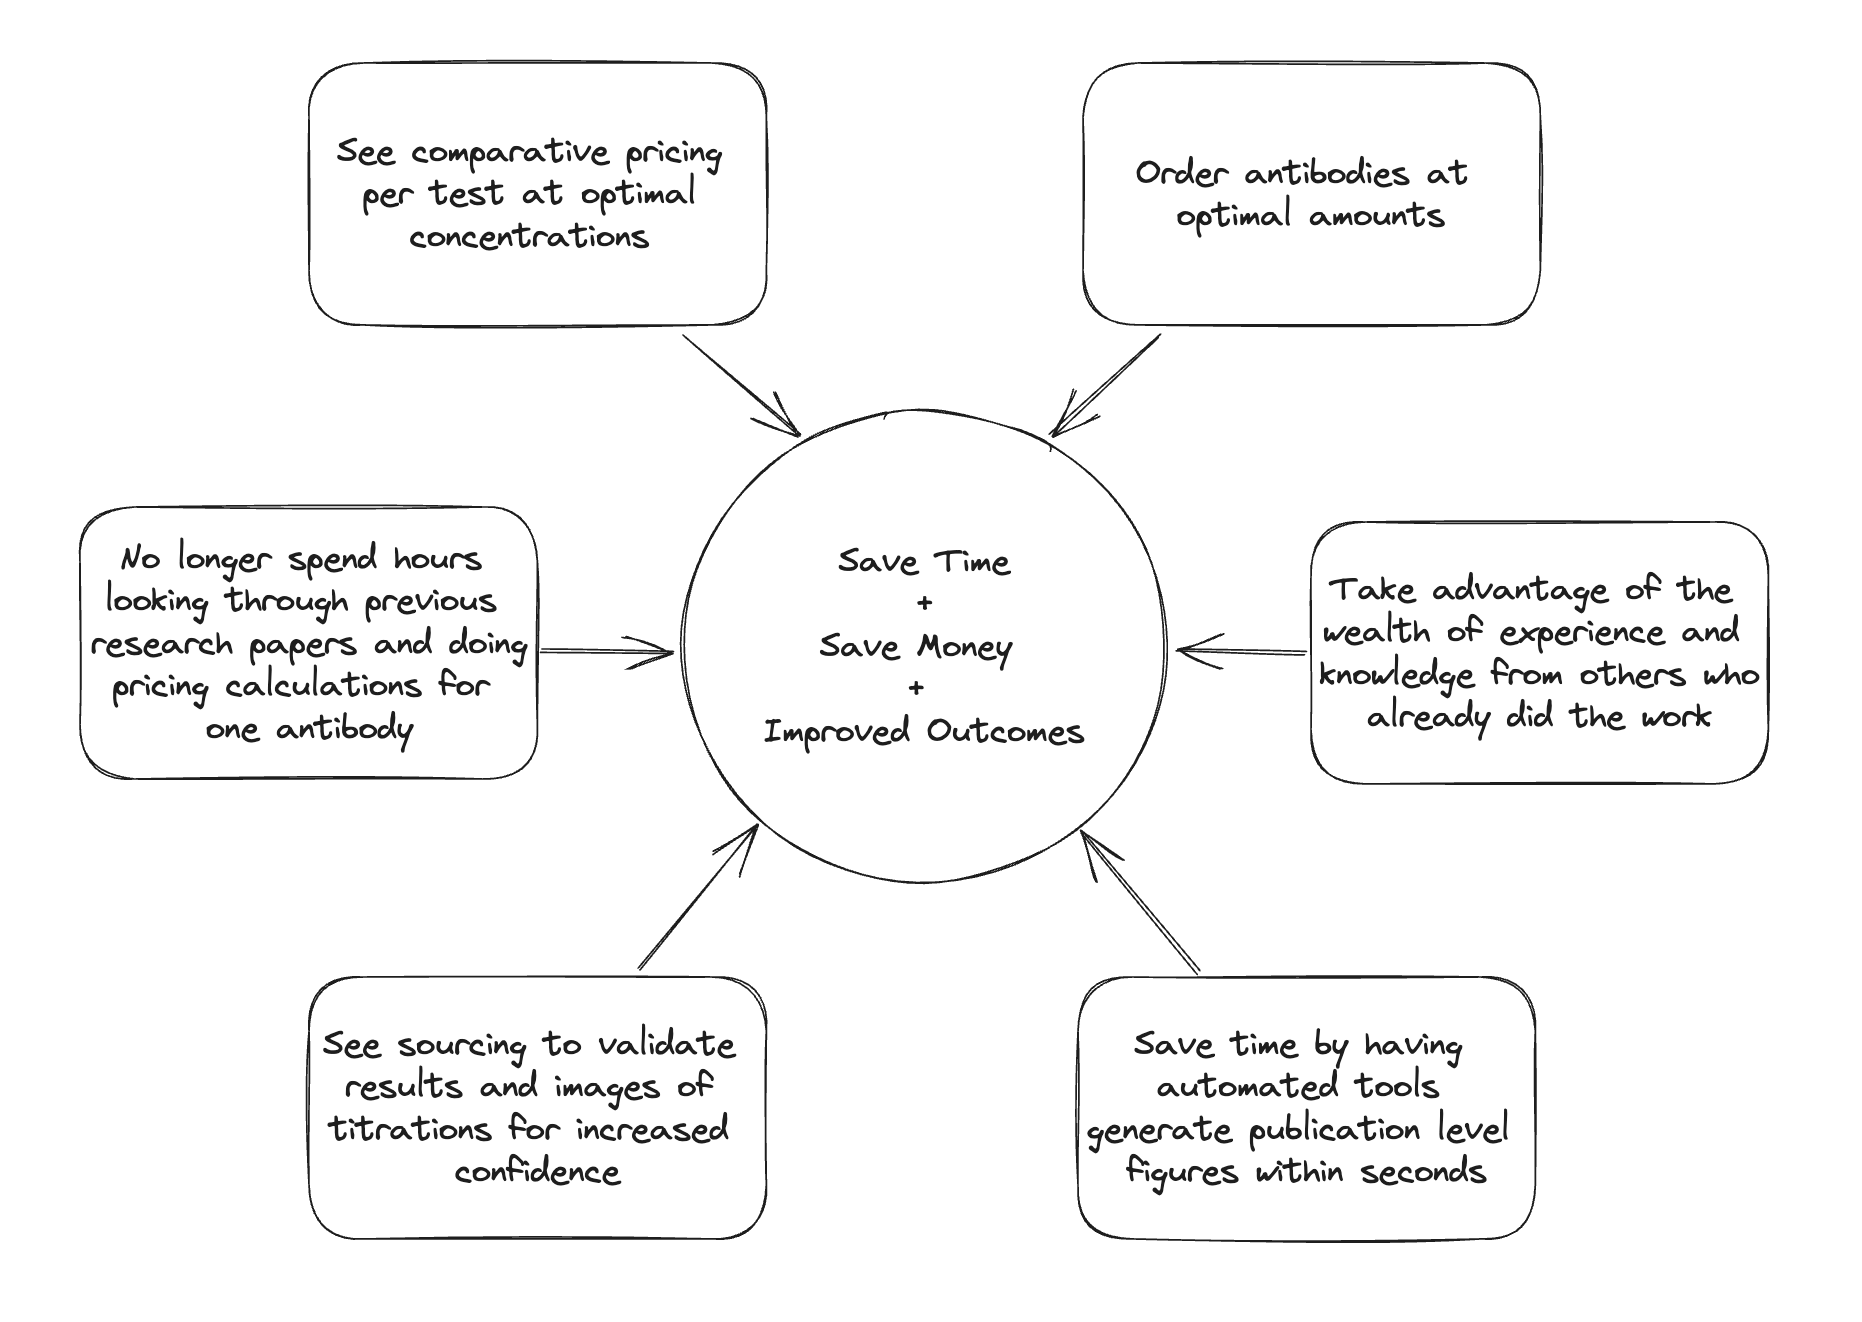 See comparative pricing
per test at optimal
concentrations
Order antibodies at
optimal amounts
No longer spend hours
looking through previous
research papers and doing
pricing calculations for
one antibody
Save Time
+
Save Money
+
Improved Outcomes
Take advantage of the
wealth of experience and
knowledge from others who
already did the work
See sourcing to validate
results and images of
titrations for increased
confidence
Save time by having
automated tools
generate publication level
figures within seconds